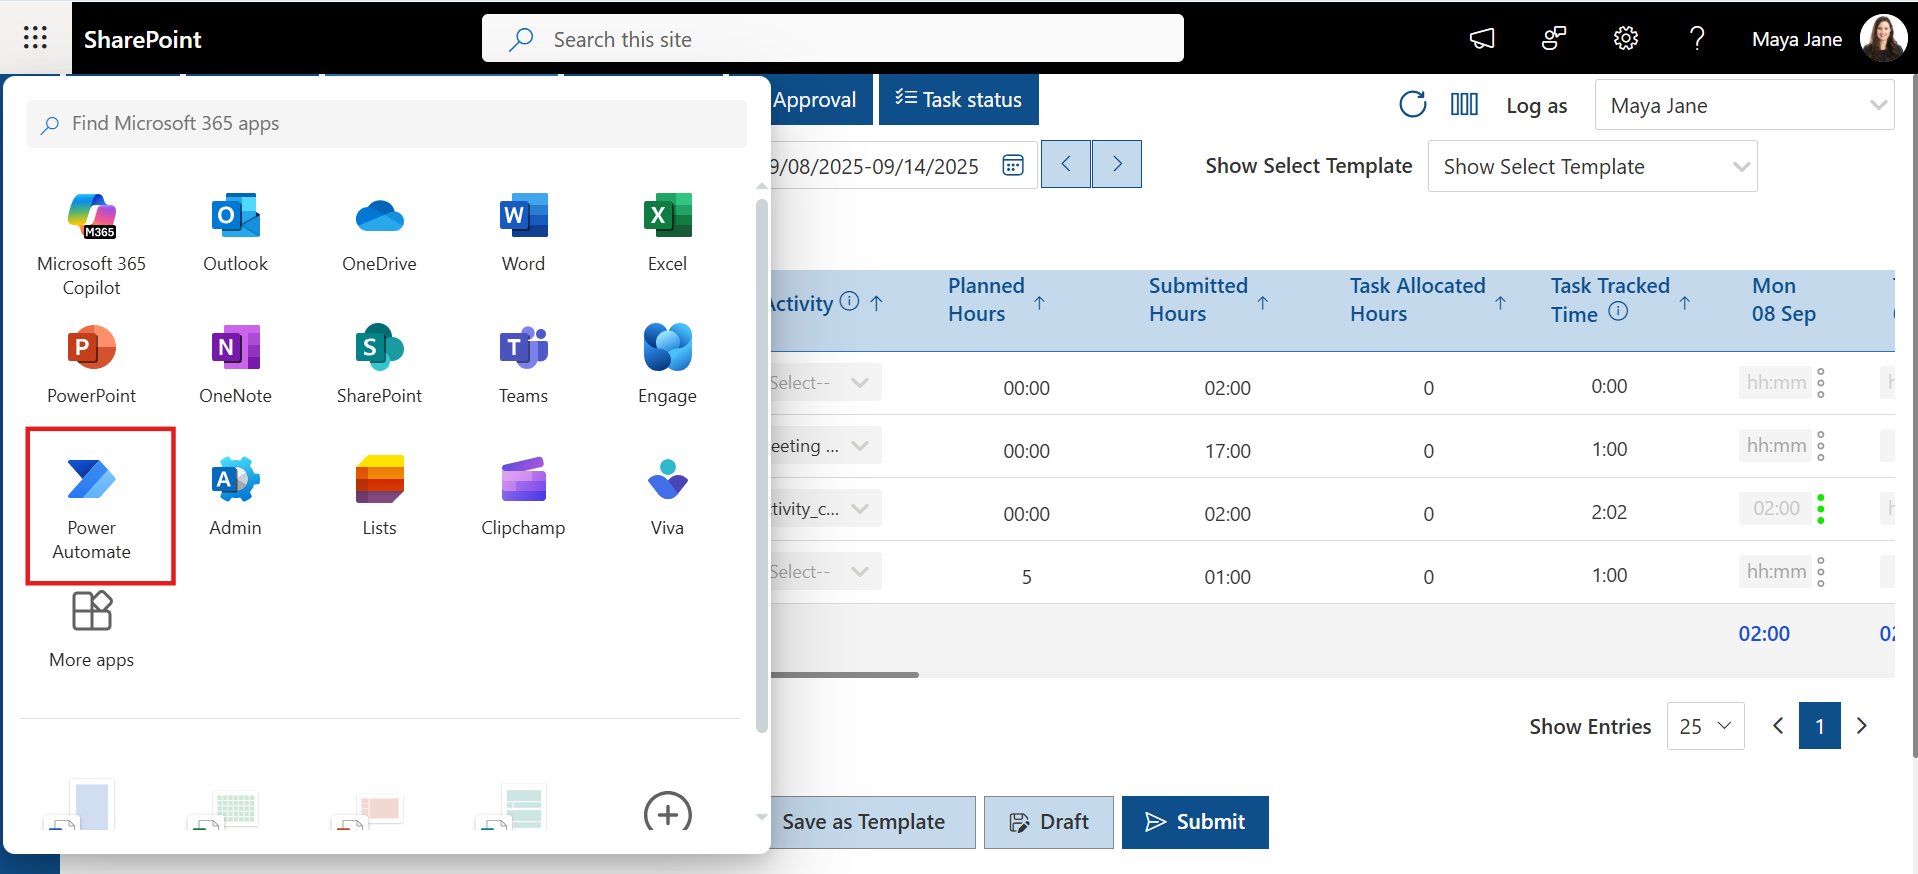 SharePoint
Search this site
Maya Jane
Find Microsoft 365 apps
M365
Microsoft 365
Copilot
Outlook
OneDrive
Word
Excel
PowerPoint
OneNote
SharePoint
Teams
Engage
Power
Automate
Admin
Lists
Clipchamp
Viva
More apps
Approval
Task status
Log as
Maya Jane
9/08/2025-09/14/2025
Show Select Template
Show Select Template
Activity
Planned
Hours
Submitted
Hours
Task Allocated
Hours
Task Tracked
Time
Mon
08 Sep
Select--
00:00
02:00
0
0:00
hh:mm
eeting ...
00:00
17:00
0
1:00
hh:mm
tivity_c...
00:00
02:00
0
2:02
02:00
Select--
5
01:00
0
1:00
hh:mm
02:00
Show Entries
25
1
Save as Template
Draft
Submit